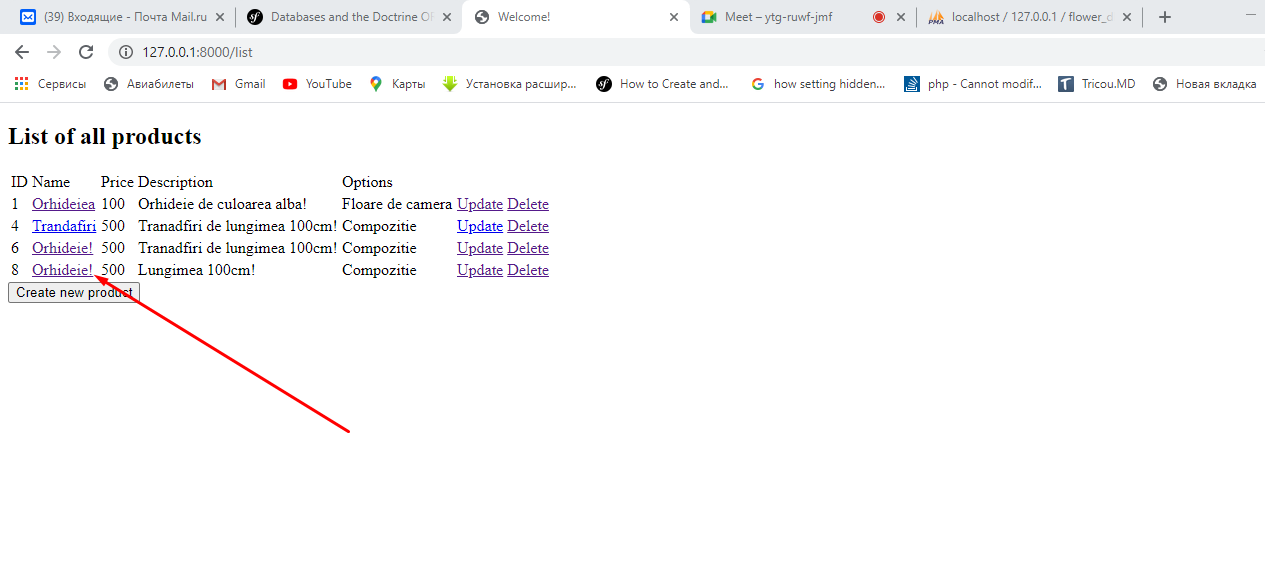 (39) Входящие - Почта Mail.ru
Databases and the Doctrine OR
Welcome!
Meet – ytg-ruwf-jmf
localhost / 127.0.0.1 / flower_d
127.0.0.1:8000/list
Сервисы Авиабилеты Gmail YouTube Карты Установка расшир... sf How to Create and... how setting hidden... php - Cannot modif... T Tricou.MD Новая вкладка
List of all products
ID Name Price Description Options
1 Orhideiea 100 Orhideie de culoarea alba! Floare de camera Update Delete
4 Trandafiri 500 Tranadfiri de lungimea 100cm! Compozitie Update Delete
6 Orhideie! 500 Tranadfiri de lungimea 100cm! Compozitie Update Delete
8 Orhideie! 500 Lungimea 100cm! Compozitie Update Delete
Create new product